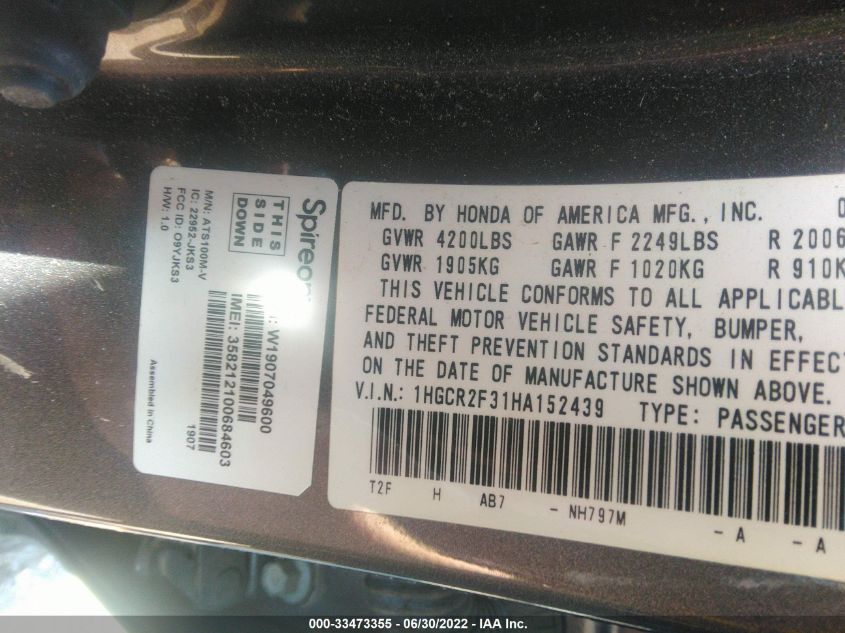 Spireon
THIS
SIDE
DOWN
M/N: ATS100M-V
IC: 22952-JKS3
FCC ID: O9YJKS3
H/W: 1.0
W1907049600
IMEI: 358212100684603
1907
Assembled in China
MFD. BY HONDA OF AMERICA MFG., INC. 0
GVWR 4200LBS GAWR F 2249LBS R 2006
GVWR 1905KG GAWR F 1020KG R 910K
THIS VEHICLE CONFORMS TO ALL APPLICABLE
FEDERAL MOTOR VEHICLE SAFETY, BUMPER,
AND THEFT PREVENTION STANDARDS IN EFFECT
ON THE DATE OF MANUFACTURE SHOWN ABOVE.
V.I.N.: 1HGCR2F31HA152439 TYPE: PASSENGER
T2F H AB7 - NH797M - A - A
000-33473355 - 06/30/2022 - IAA Inc.